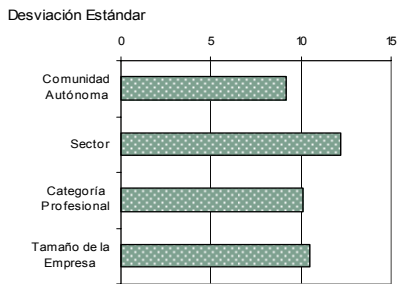 Desviación Estándar
0 5 10 15
Comunidad
Autónoma
Sector
Categoría
Profesional
Tamaño de la
Empresa